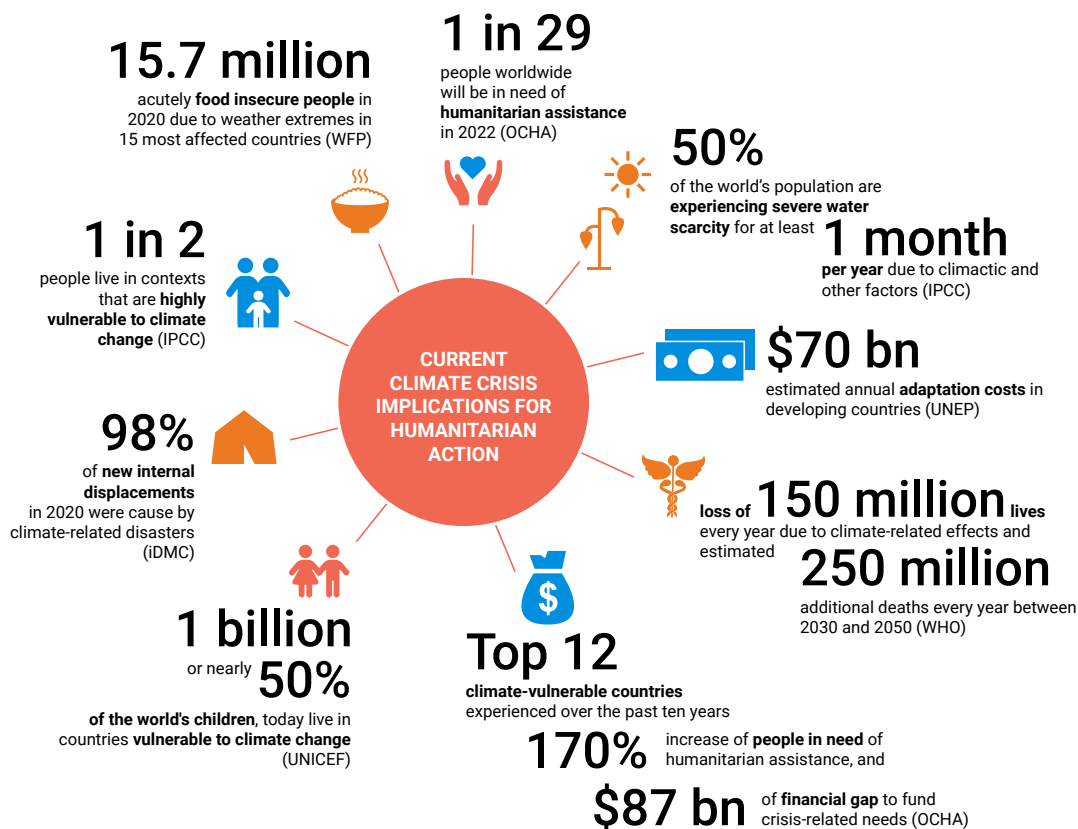 CURRENT
CLIMATE CRISIS
IMPLICATIONS FOR
HUMANITARIAN
ACTION
1 in 29
people worldwide
will be in need of
humanitarian assistance
in 2022 (OCHA)
50%
of the world's population are
experiencing severe water
scarcity for at least 1 month
per year due to climactic and
other factors (IPCC)
$70 bn
estimated annual adaptation costs in
developing countries (UNEP)
loss of 150 million lives
every year due to climate-related effects and
estimated 250 million
additional deaths every year between
2030 and 2050 (WHO)
Top 12
climate-vulnerable countries
experienced over the past ten years
170% increase of people in need of
humanitarian assistance, and
$87 bn of financial gap to fund
crisis-related needs (OCHA)
$
1 billion
or nearly 50%
of the world's children, today live in
countries vulnerable to climate change
(UNICEF)
98%
of new internal
displacements
in 2020 were cause by
climate-related disasters
(iDMC)
1 in 2
people live in contexts
that are highly
vulnerable to climate
change (IPCC)
15.7 million
acutely food insecure people in
2020 due to weather extremes in
15 most affected countries (WFP)